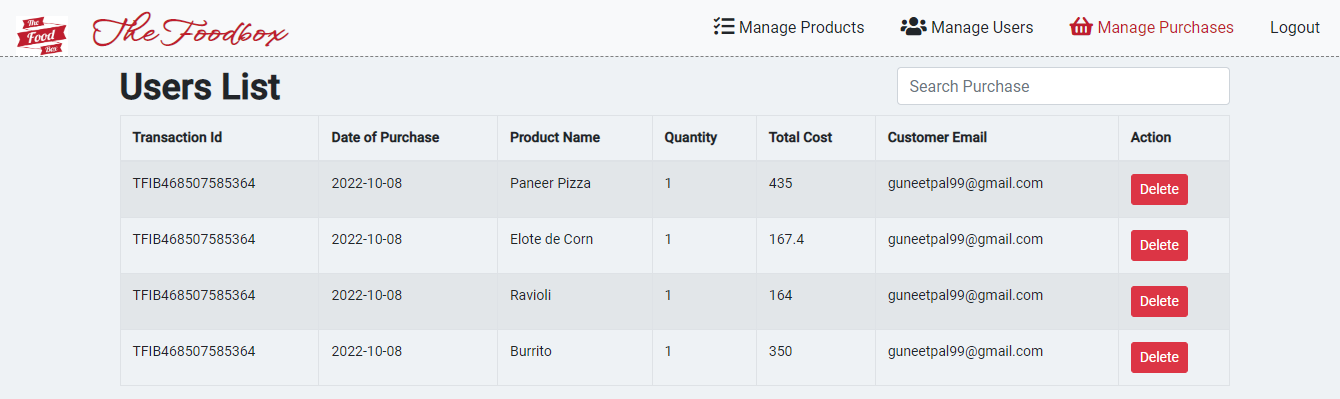 The
Food
Box
The Foodbox
Manage Products
Manage Users
Manage Purchases
Logout
Users List
Search Purchase
Transaction Id Date of Purchase Product Name Quantity Total Cost Customer Email Action
TFIB468507585364 2022-10-08 Paneer Pizza 1 435 guneetpal99@gmail.com Delete
TFIB468507585364 2022-10-08 Elote de Corn 1 167.4 guneetpal99@gmail.com Delete
TFIB468507585364 2022-10-08 Ravioli 1 164 guneetpal99@gmail.com Delete
TFIB468507585364 2022-10-08 Burrito 1 350 guneetpal99@gmail.com Delete